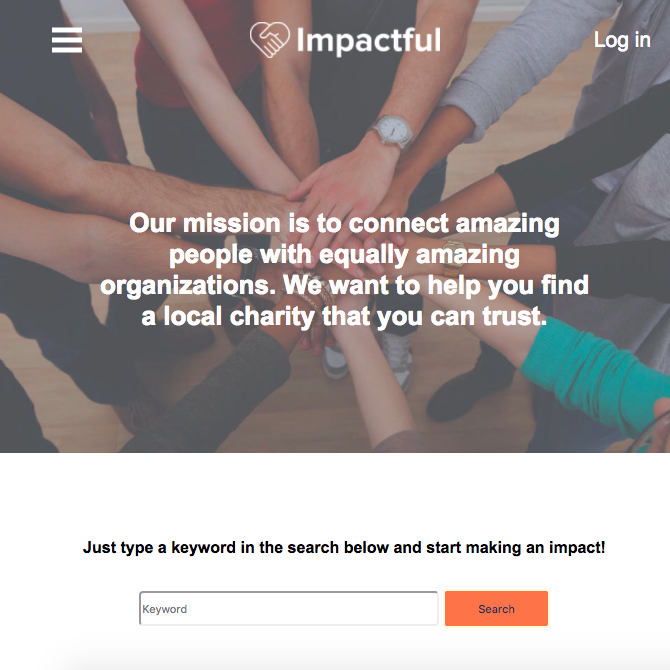 Impactful
Log in
Our mission is to connect amazing
people with equally amazing
organizations. We want to help you find
a local charity that you can trust.
Just type a keyword in the search below and start making an impact!
Keyword
Search